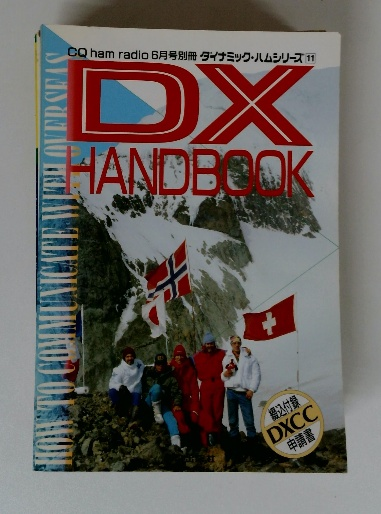 CQ ham radio 6月号別冊 ダイナミック・ハムシリーズ 11
DX
HANDBOOK
HOW TO COMMUNICATE WITH OVERSEAS
綴込付録
DXCC
申請書